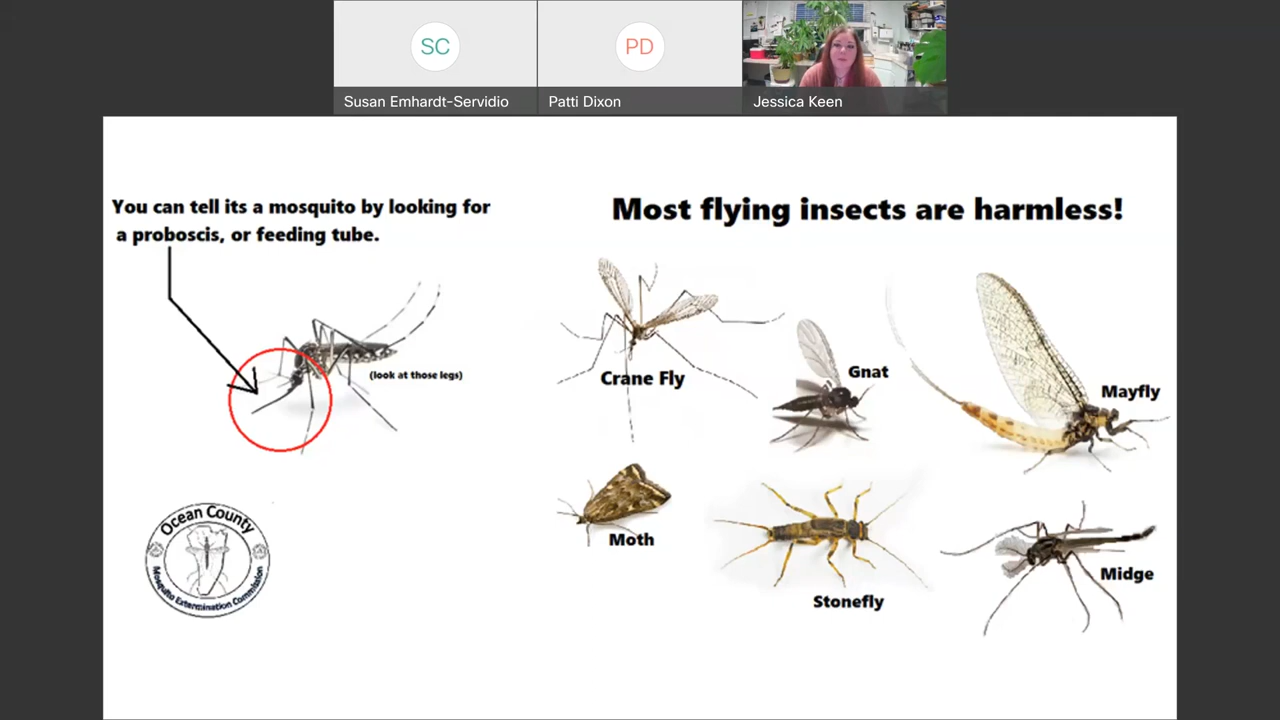 SC
PD
Susan Emhardt-Servidio
Patti Dixon
Jessica Keen
You can tell its a mosquito by looking for
a proboscis, or feeding tube.
(look at those legs)
Most flying insects are harmless!
Crane Fly
Gnat
Mayfly
Moth
Stonefly
Midge
Ocean County
Mosquito Extermination Commission